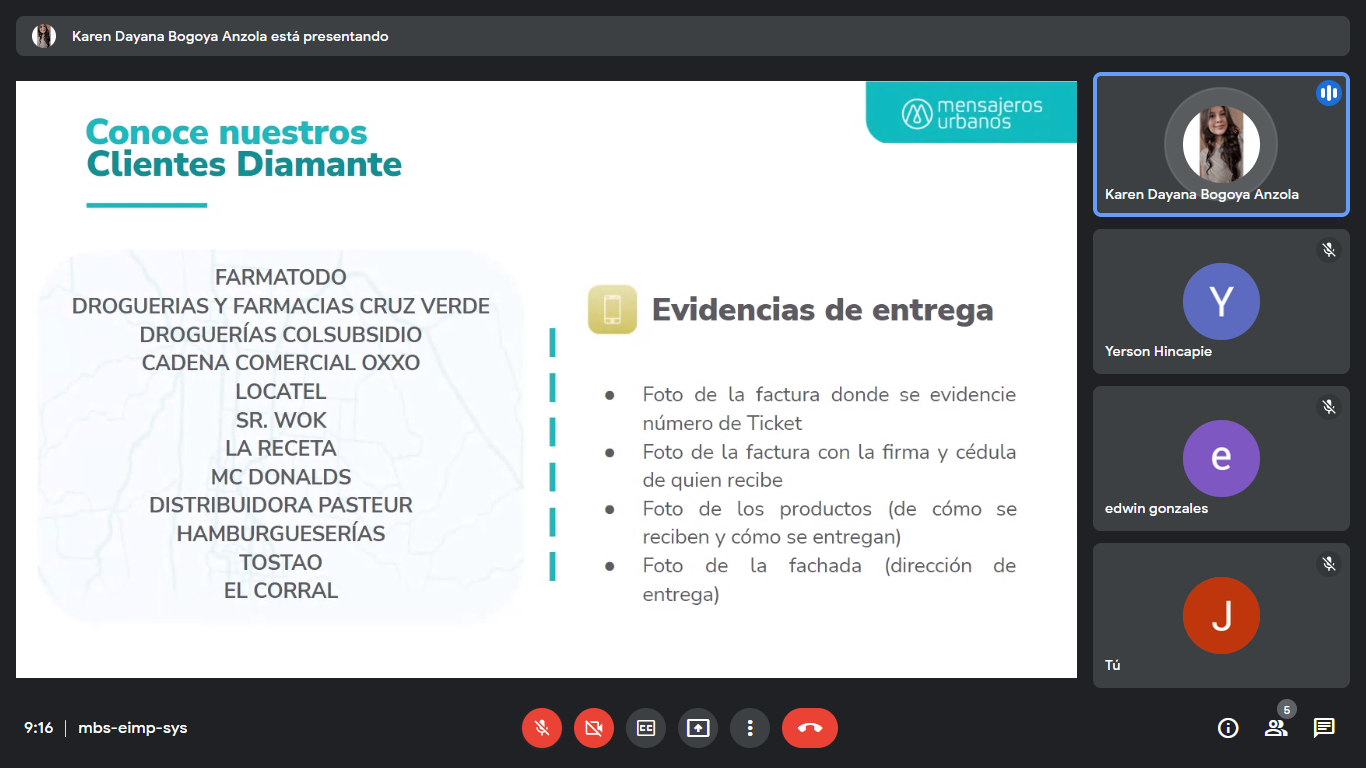 Karen Dayana Bogoya Anzola está presentando
Conoce nuestros
Clientes Diamante
mensajeros
urbanos
FARMATODO
DROGUERIAS Y FARMACIAS CRUZ VERDE
DROGUERÍAS COLSUBSIDIO
CADENA COMERCIAL OXXO
LOCATEL
SR. WOK
LA RECETA
MC DONALDS
DISTRIBUIDORA PASTEUR
HAMBURGUESERÍAS
TOSTAO
EL CORRAL
Evidencias de entrega
● Foto de la factura donde se evidencie
número de Ticket
● Foto de la factura con la firma y cédula
de quien recibe
● Foto de los productos (de cómo se
reciben y cómo se entregan)
● Foto de la fachada (dirección de
entrega)
Karen Dayana Bogoya Anzola
Y
Yerson Hincapie
e
edwin gonzales
J
Tú
9:16 | mbs-eimp-sys
CC
5